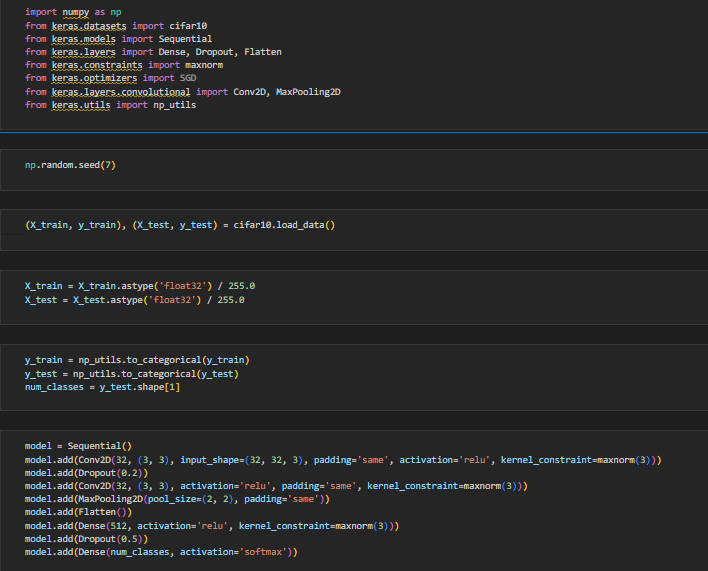 import numpy as np
from keras.datasets import cifar10
from keras.models import Sequential
from keras.layers import Dense, Dropout, Flatten
from keras.constraints import maxnorm
from keras.optimizers import SGD
from keras.layers.convolutional import Conv2D, MaxPooling2D
from keras.utils import np_utils
np.random.seed(7)
(X_train, y_train), (X_test, y_test) = cifar10.load_data()
X_train = X_train.astype('float32') / 255.0
X_test = X_test.astype('float32') / 255.0
y_train = np_utils.to_categorical(y_train)
y_test = np_utils.to_categorical(y_test)
num_classes = y_test.shape[1]
model = Sequential()
model.add(Conv2D(32, (3, 3), input_shape=(32, 32, 3), padding='same', activation='relu', kernel_constraint=maxnorm(3)))
model.add(Dropout(0.2))
model.add(Conv2D(32, (3, 3), activation='relu', padding='same', kernel_constraint=maxnorm(3)))
model.add(MaxPooling2D(pool_size=(2, 2), padding='same'))
model.add(Flatten())
model.add(Dense(512, activation='relu', kernel_constraint=maxnorm(3)))
model.add(Dropout(0.5))
model.add(Dense(num_classes, activation='softmax'))